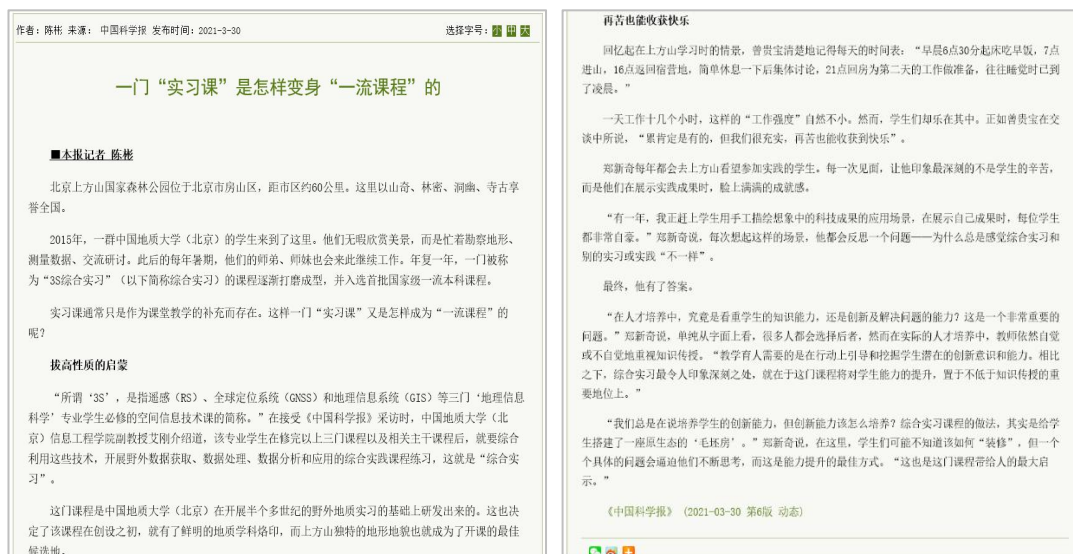 作者：陈彬 来源： 中国科学报 发布时间：2021-3-30
选择字号：小 中 大
一门“实习课”是怎样变身“一流课程”的
■本报记者 陈彬
北京上方山国家森林公园位于北京市房山区，距市区约60公里。这里以山奇、林密、洞幽、寺古享
誉全国。
2015年，一群中国地质大学（北京）的学生来到了这里。他们无暇欣赏美景，而是忙着勘察地形、
测量数据、交流研讨。此后的每年暑期，他们的师弟、师妹也会来此继续工作。年复一年，一门被称
为“3S综合实习”（以下简称综合实习）的课程逐渐打磨成型，并入选首批国家级一流本科课程。
实习课通常只是作为课堂教学的补充而存在。这样一门“实习课”又是怎样成为“一流课程”的
呢？
拔高性质的启蒙
“所谓‘3S’，是指遥感（RS）、全球定位系统（GNSS）和地理信息系统（GIS）等三门‘地理信息
科学’专业学生必修的空间信息技术课的简称。”在接受《中国科学报》采访时，中国地质大学（北
京）信息工程学院副教授艾刚介绍道，该专业学生在修完以上三门课程以及相关主干课程后，就要综合
利用这些技术，开展野外数据获取、数据处理、数据分析和应用的综合实践课程练习，这就是“综合实
习”。
这门课程是中国地质大学（北京）在开展半个多世纪的野外地质实习的基础上研发出来的。这也决
定了该课程在创设之初，就有了鲜明的地质学科烙印，而上方山独特的地形地貌也就成为了开课的最佳
候选地。
再苦也能收获快乐
回忆起在上方山学习时的情景，曾贵宝清楚地记得每天的时间表：“早晨6点30分起床吃早饭，7点
进山，16点返回宿营地，简单休息一下后集体讨论，21点回房为第二天的工作做准备，往往睡觉时已到
了凌晨。”
一天工作十几个小时，这样的“工作强度”自然不小。然而，学生们却乐在其中。正如曾贵宝在交
谈中所说，“累肯定是有的，但我们很充实，再苦也能收获到快乐”。
郑新奇每年都会去上方山看望参加实践的学生。每一次见面，让他印象最深刻的不是学生的辛苦，
而是他们在展示实践成果时，脸上满满的成就感。
“有一年，我正赶上学生用手工描绘想象中的科技成果的应用场景，在展示自己成果时，每位学生
都非常自豪。”郑新奇说，每次想起这样的场景，他都会反思一个问题——为什么总是感觉综合实习和
别的实习或实践“不一样”。
最终，他有了答案。
“在人才培养中，究竟是看重学生的知识能力，还是创新及解决问题的能力？这是一个非常重要的
问题。”郑新奇说，单纯从字面上看，很多人都会选择后者，然而在实际的人才培养中，教师依然自觉
或不自觉地重视知识传授。“教学育人需要的是在行动上引导和挖掘学生潜在的创新意识和能力。相比
之下，综合实习最令人印象深刻之处，就在于这门课程将对学生能力的提升，置于不低于知识传授的重
要地位上。”
“我们总是在说培养学生的创新能力，但创新能力该怎么培养？综合实习课程的做法，其实是给学
生搭建了一座原生态的‘毛坯房’。”郑新奇说，在这里，学生们可能不知道该如何“装修”，但一个
个具体的问题会逼迫他们不断思考，而这是能力提升的最佳方式。“这也是这门课程带给人的最大启
示。”
《中国科学报》 (2021-03-30 第6版 动态)